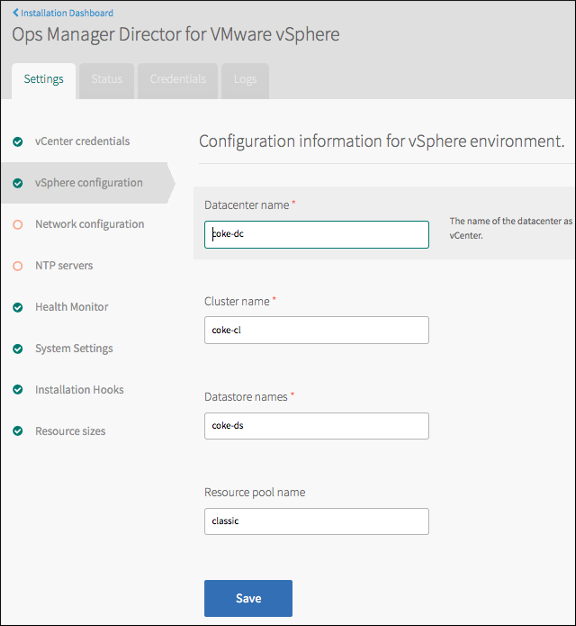 Installation Dashboard
Ops Manager Director for VMware vSphere
Settings
Status
Credentials
Logs
vCenter credentials
vSphere configuration
Network configuration
NTP servers
Health Monitor
System Settings
Installation Hooks
Resource sizes
Configuration information for vSphere environment.
Datacenter name *
coke-dc
The name of the datacenter as
vCenter.
Cluster name *
coke-cl
Datastore names *
coke-ds
Resource pool name
classic
Save